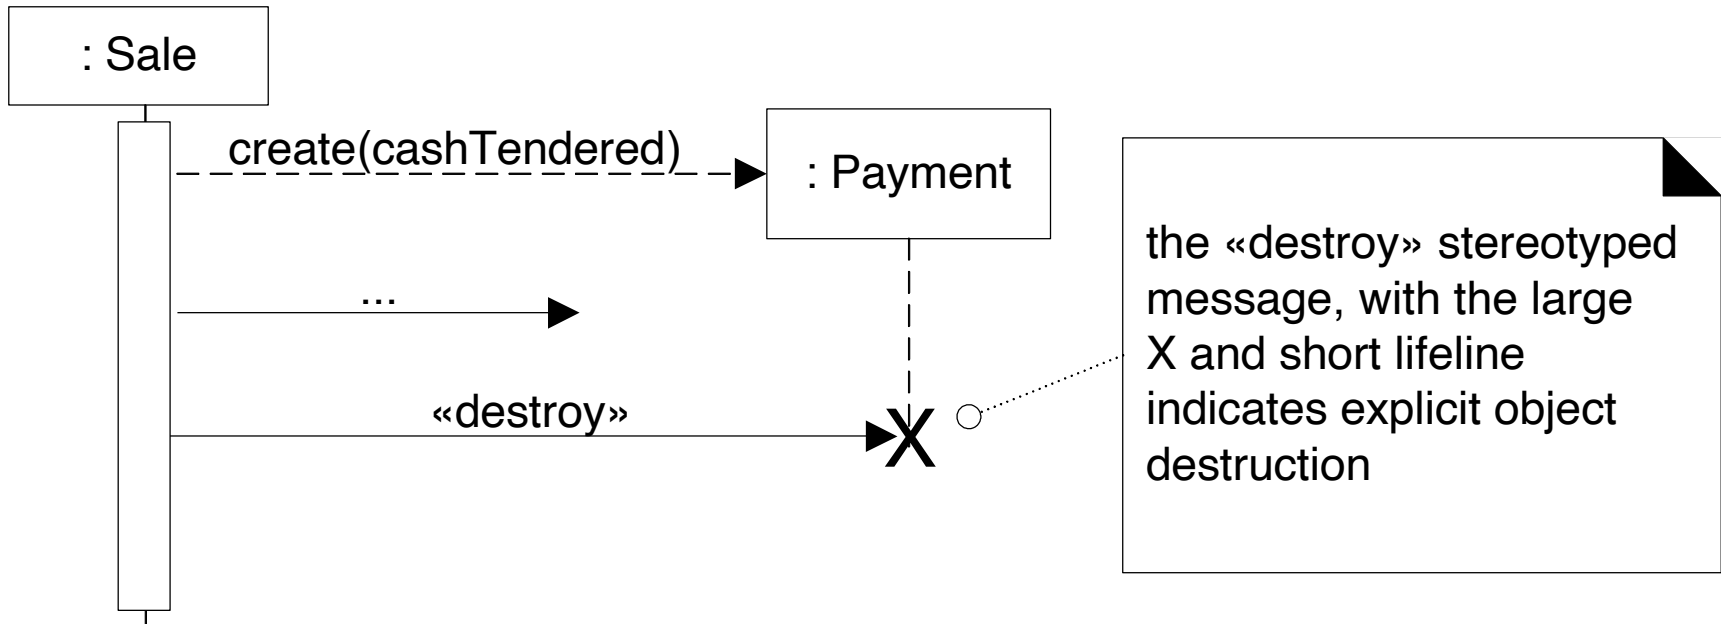 : Sale
create(cashTendered)
: Payment
...
«destroy»
X
the «destroy» stereotyped
message, with the large
X and short lifeline
indicates explicit object
destruction